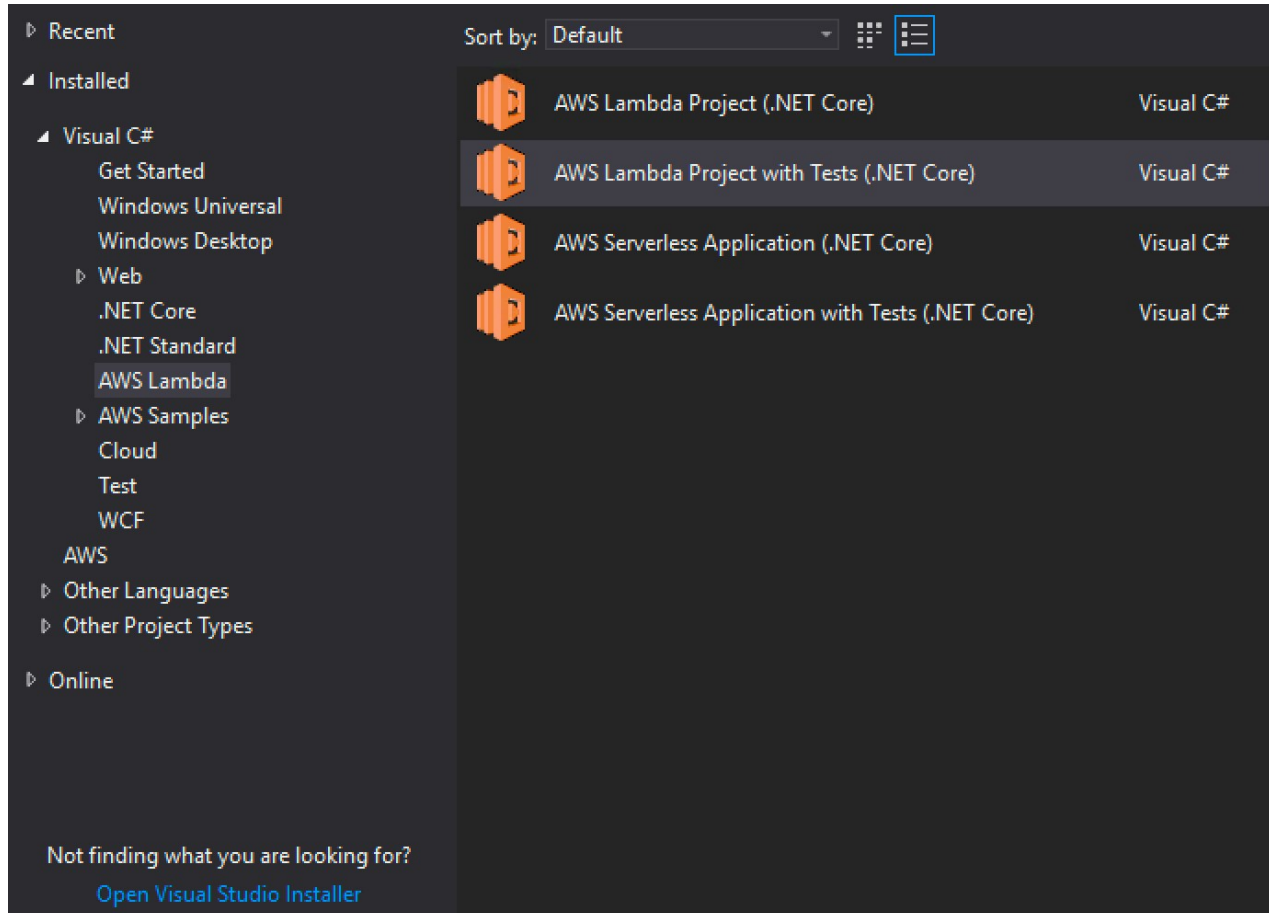 Recent
Installed
Visual C#
Get Started
Windows Universal
Windows Desktop
Web
.NET Core
.NET Standard
AWS Lambda
AWS Samples
Cloud
Test
WCF
AWS
Other Languages
Other Project Types
Online
Not finding what you are looking for?
Open Visual Studio Installer
Sort by: Default
AWS Lambda Project (.NET Core) Visual C#
AWS Lambda Project with Tests (.NET Core) Visual C#
AWS Serverless Application (.NET Core) Visual C#
AWS Serverless Application with Tests (.NET Core) Visual C#